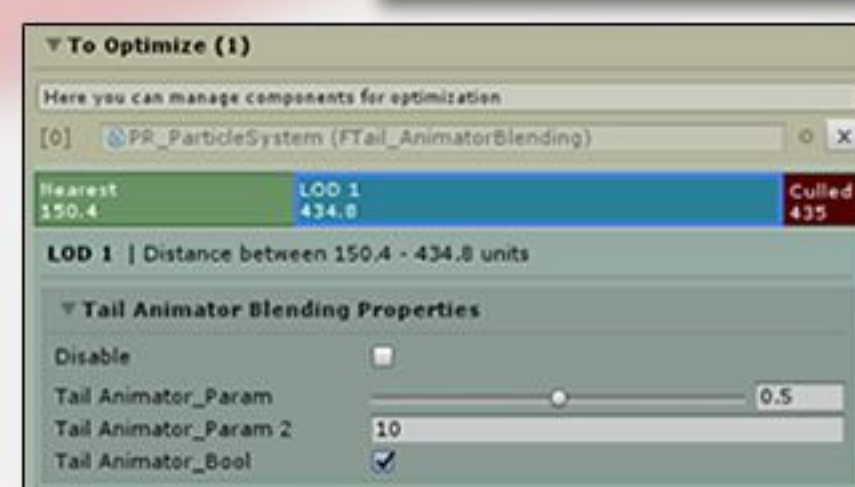 To Optimize (1)
Here you can manage components for optimization
[0] PR_ParticleSystem (FTail_AnimatorBlending) X
Nearest LOD 1 Culled
150.4 434.8 435
LOD 1 | Distance between 150.4 - 434.8 units
Tail Animator Blending Properties
Disable
Tail Animator_Param 0.5
Tail Animator_Param 2 10
Tail Animator_Bool